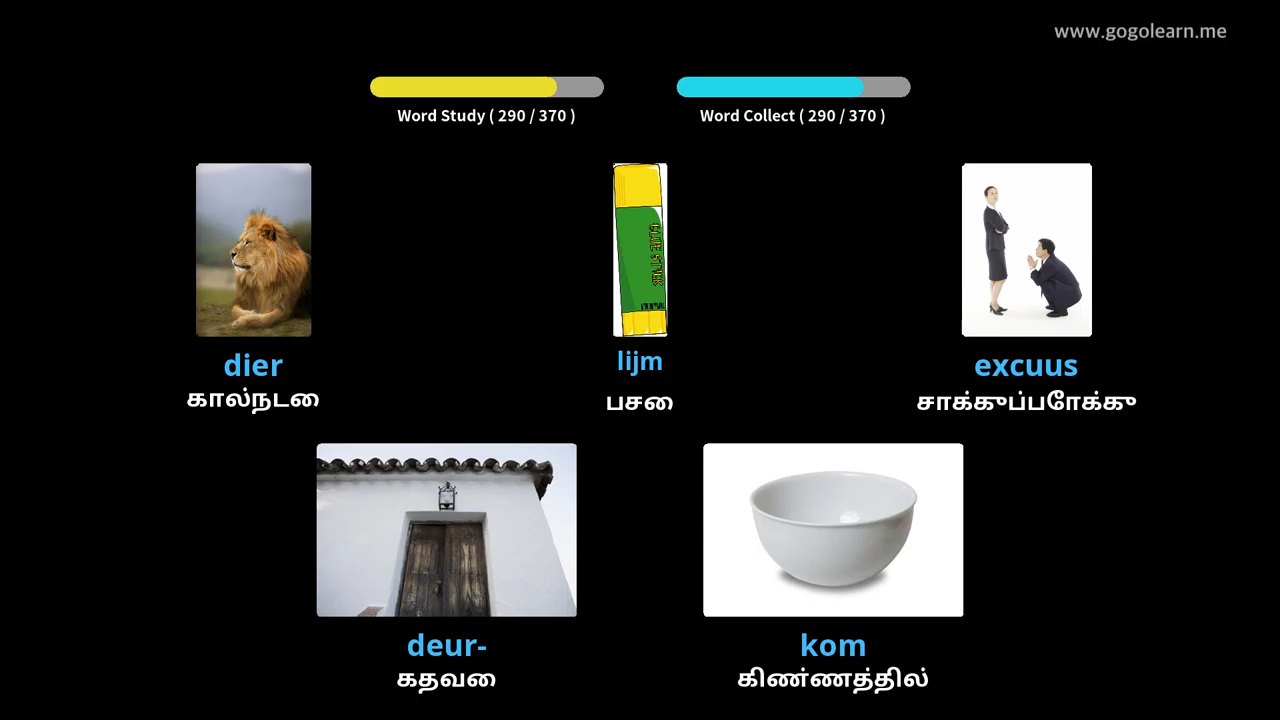 www.gogolearn.me
Word Study ( 290 / 370 )
Word Collect ( 290 / 370 )
dier
கால்நடை
lijm
பசை
excuus
சாக்குப்போக்கு
deur-
கதவை
kom
கிண்ணத்தில்